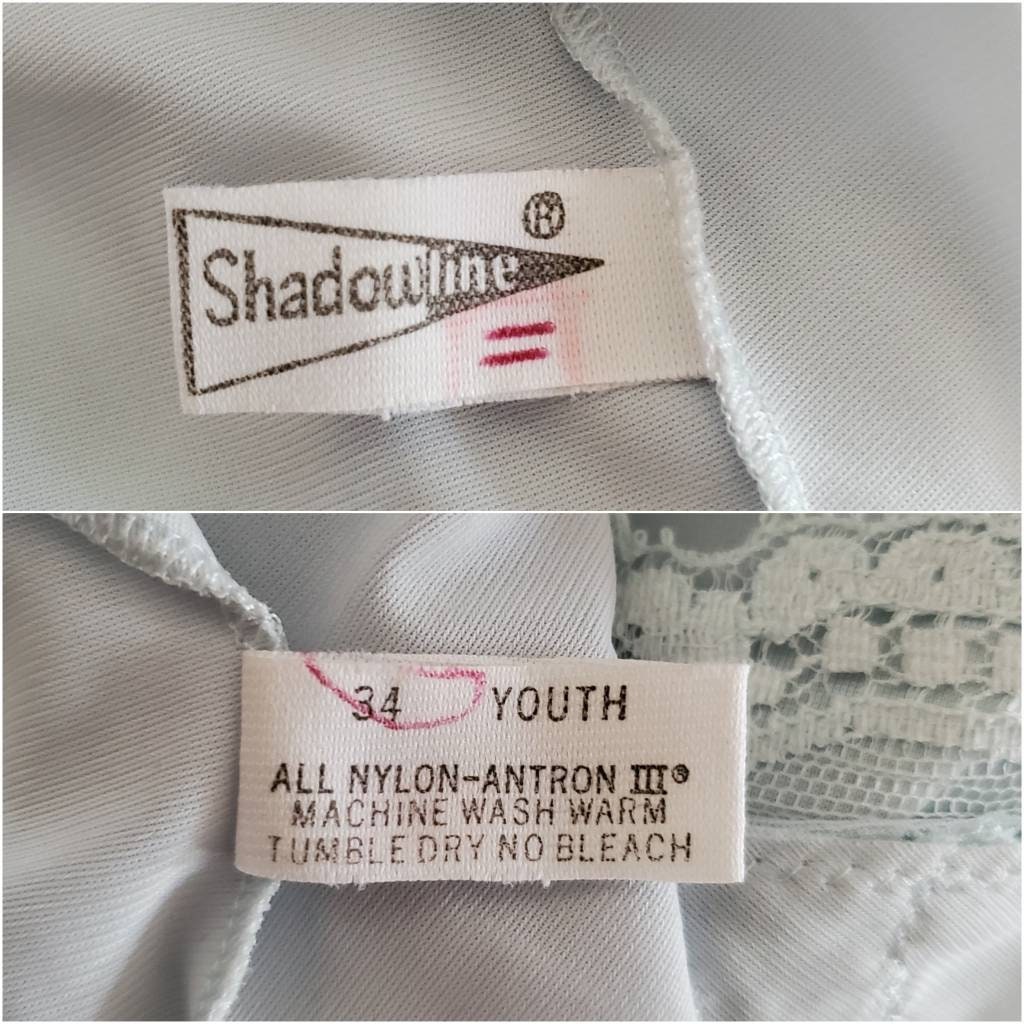 Shadowline®
=
34 YOUTH
ALL NYLON-ANTRON III®
MACHINE WASH WARM
TUMBLE DRY NO BLEACH